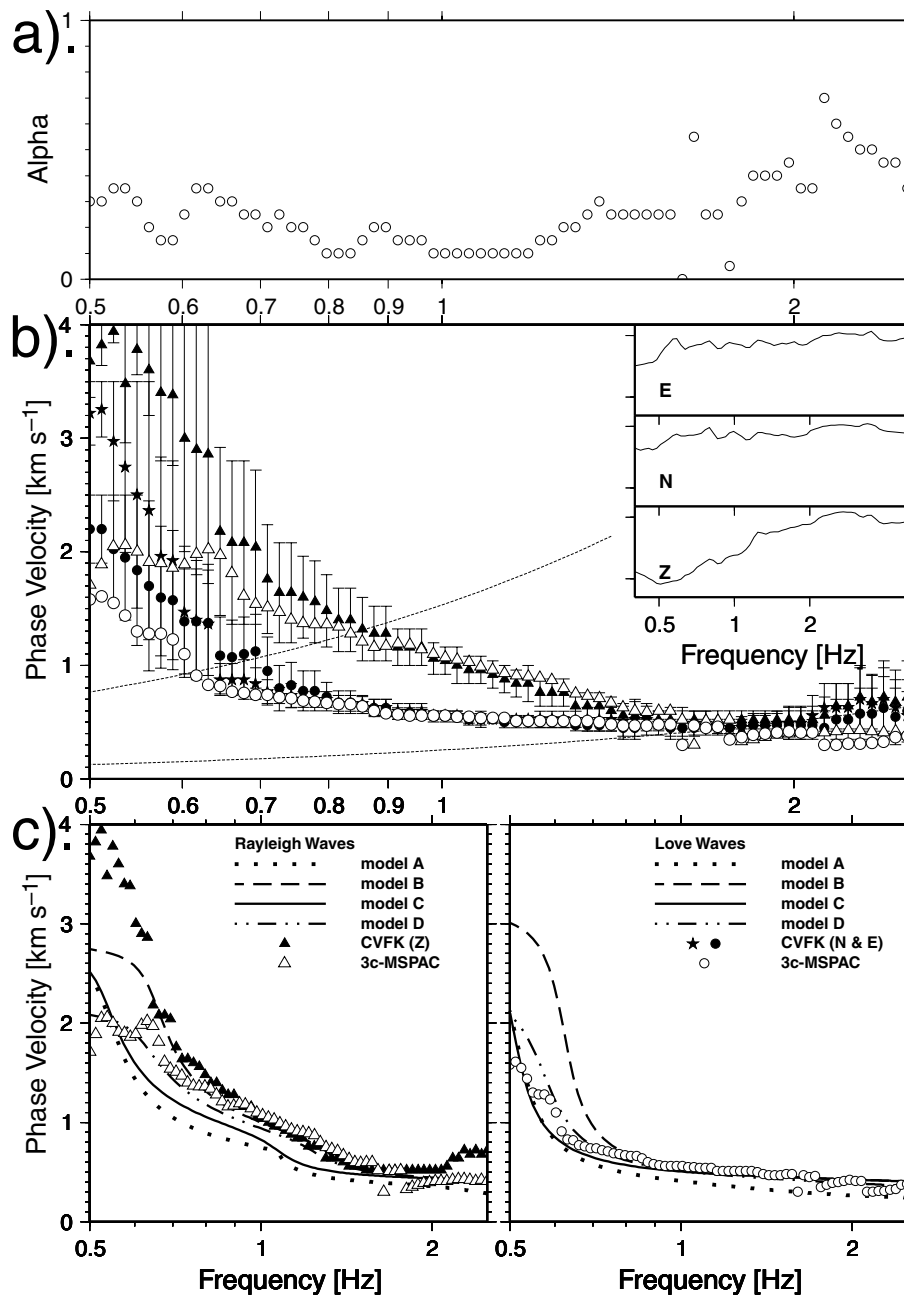 a).
1
Alpha
0
0.5 0.6 0.7 0.8 0.9 1 2
b).
4
3
2
1
0
Phase Velocity [km s⁻¹]
E
N
Z
0.5 1 2
Frequency [Hz]
0.5 0.6 0.7 0.8 0.9 1 2
c).
4
3
2
1
0
Phase Velocity [km s⁻¹]
Rayleigh Waves
model A
model B
model C
model D
CVFK (Z)
3c-MSPAC
0.5 1 2
Frequency [Hz]
Love Waves
model A
model B
model C
model D
CVFK (N & E)
3c-MSPAC
0.5 1 2
Frequency [Hz]